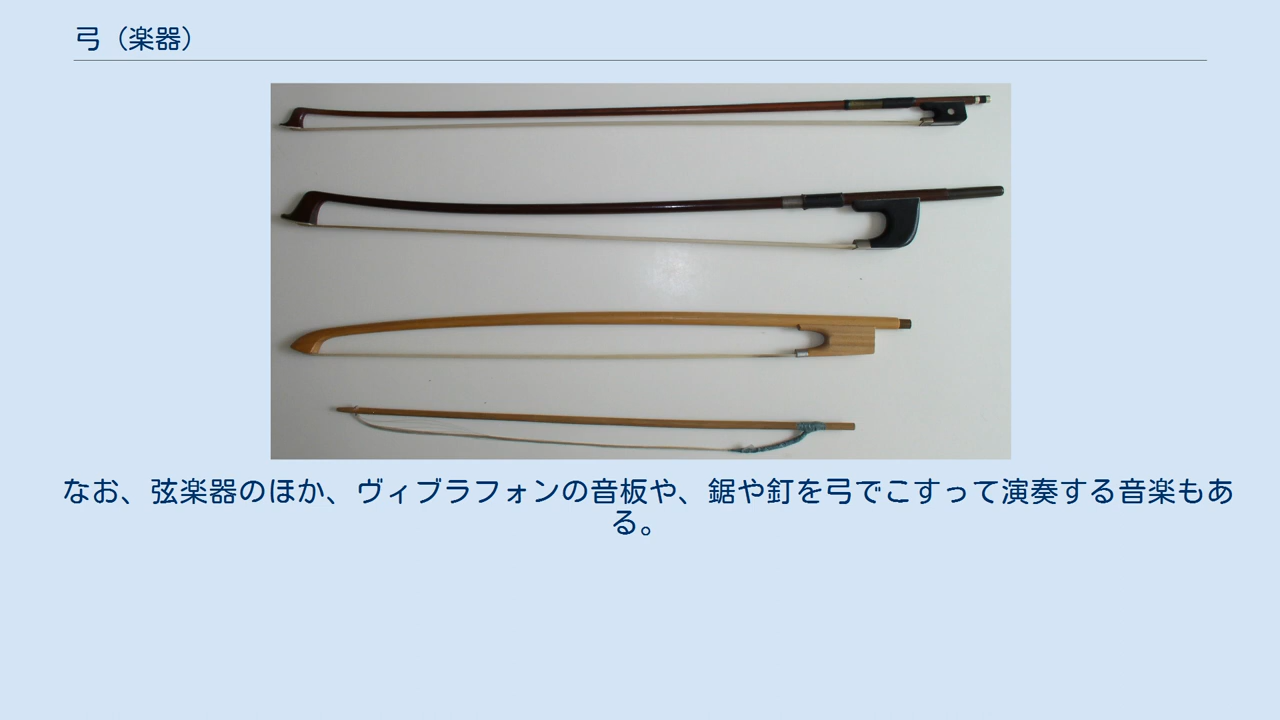 弓（楽器）
なお、弦楽器のほか、ヴィブラフォンの音板や、鋸や釘を弓でこすって演奏する音楽もあ
る。